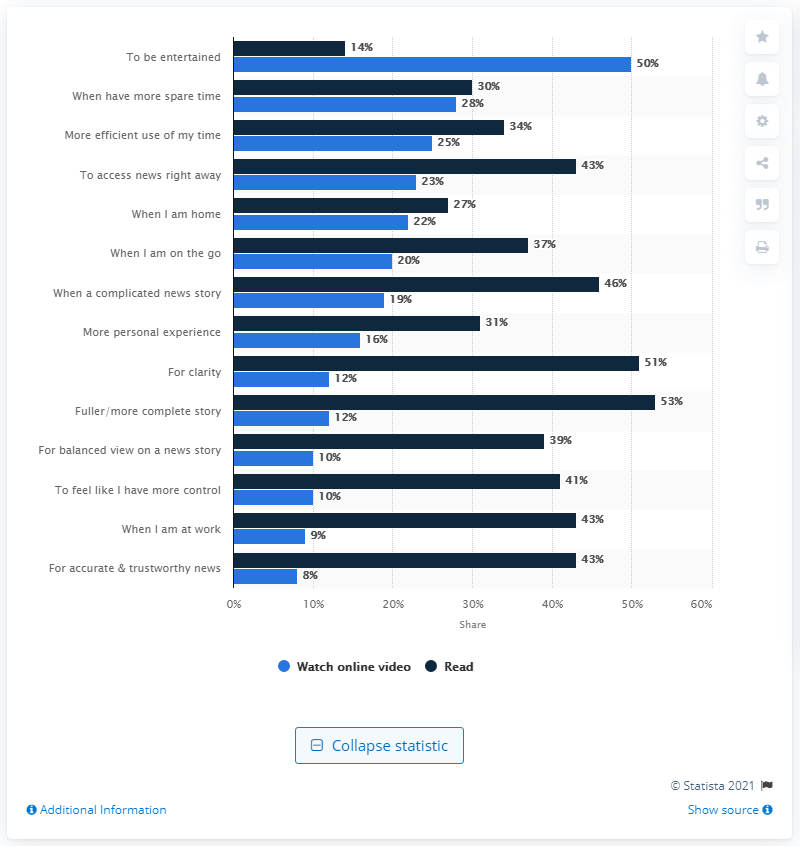 To be entertained 14% 50%
When have more spare time 30% 28%
More efficient use of my time 34% 25%
To access news right away 43% 23%
When I am home 27% 22%
When I am on the go 37% 20%
When a complicated news story 46% 19%
More personal experience 31% 16%
For clarity 51% 12%
Fuller/more complete story 53% 12%
For balanced view on a news story 39% 10%
To feel like I have more control 41% 10%
When I am at work 43% 9%
For accurate & trustworthy news 43% 8%
0% 10% 20% 30% 40% 50% 60%
Share
Watch online video Read
Collapse statistic
© Statista 2021
Additional Information Show source